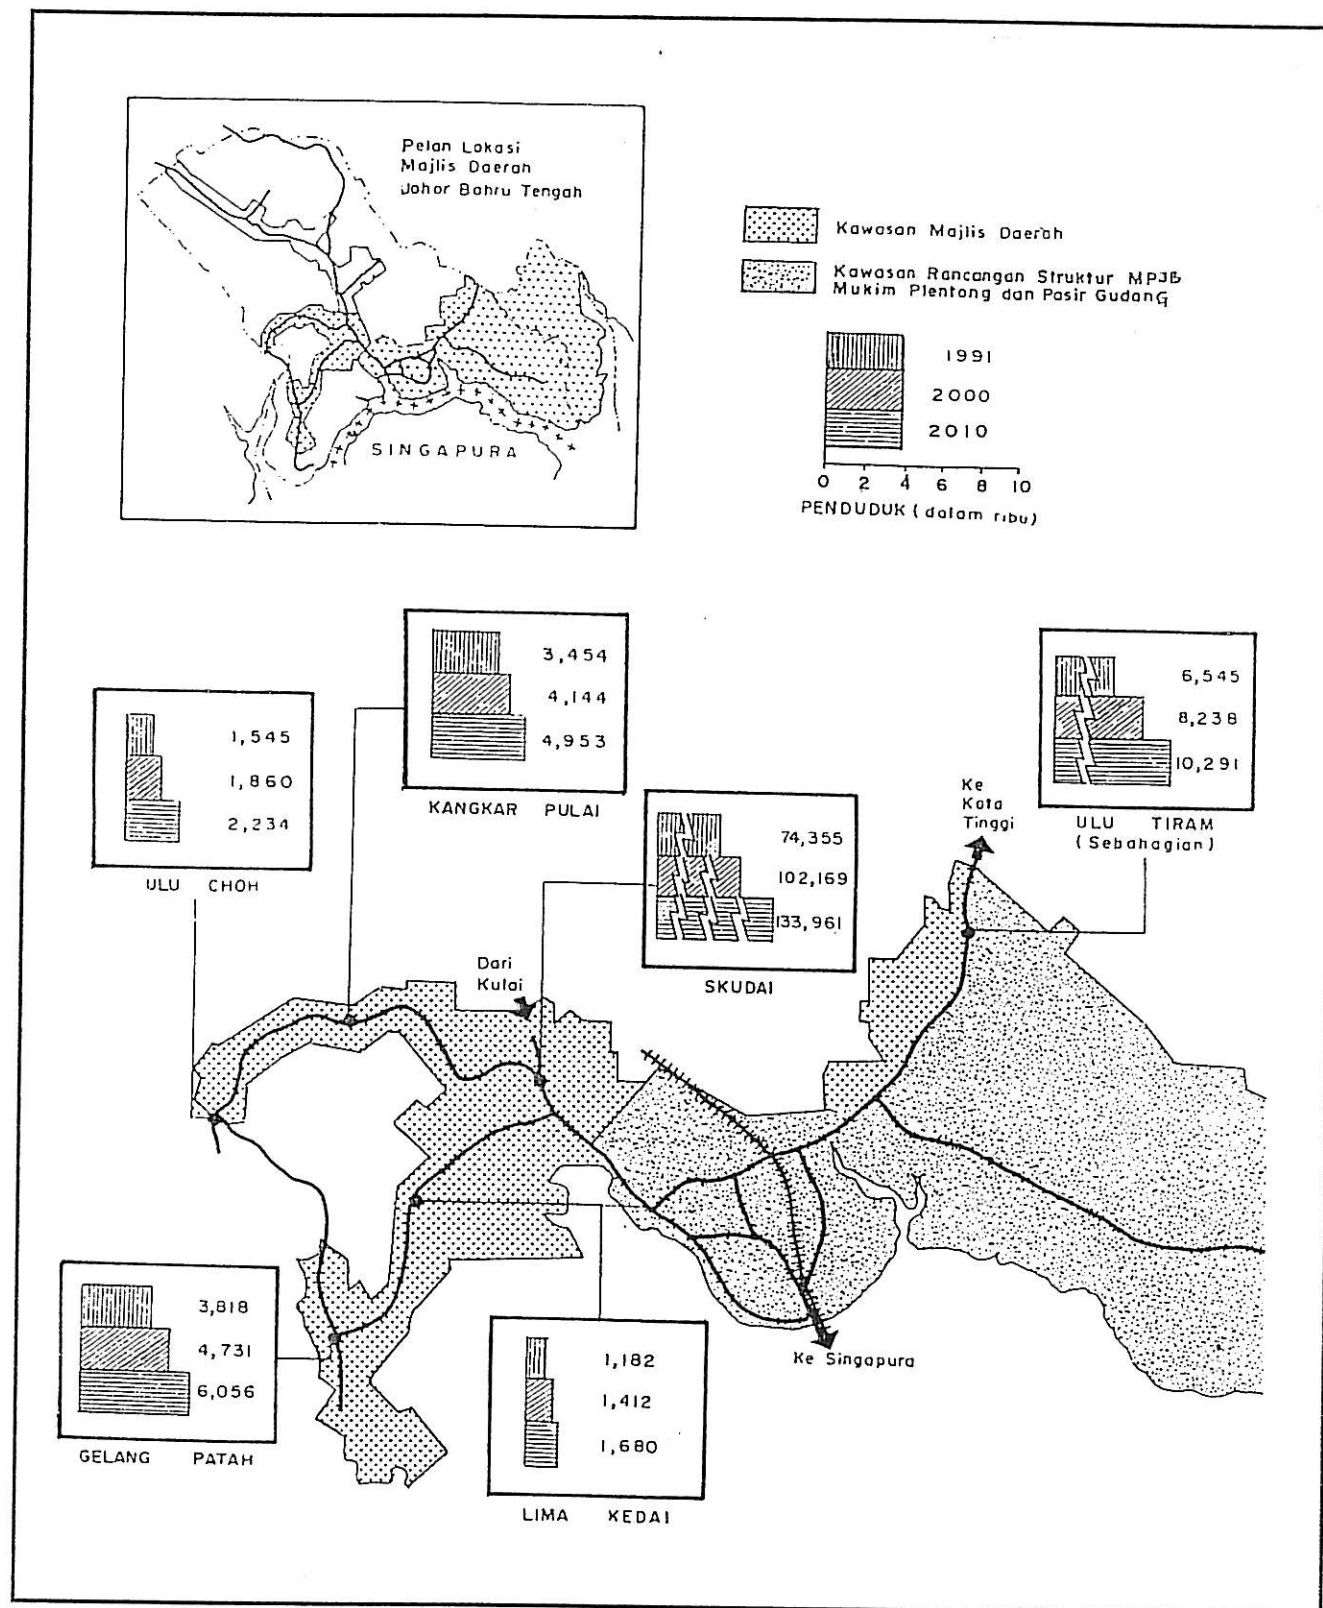 Pelan Lokasi
Majlis Daerah
Johor Bahru Tengah
SINGAPURA
Kawasan Majlis Daerah
Kawasan Rancangan Struktur MPJB
Mukim Plentong dan Pasir Gudang
1991
2000
2010
0 2 4 6 8 10
PENDUDUK (dalam ribu)
3,454
4,144
4,953
KANGKAR PULAI
6,545
8,238
10,291
ULU TIRAM
(Sebahagian)
1,545
1,860
2,234
ULU CHOH
74,355
102,169
133,961
SKUDAI
Ke
Kota
Tinggi
Dari
Kulai
3,818
4,731
6,056
GELANG PATAH
1,182
1,412
1,680
LIMA KEDAI
Ke Singapura